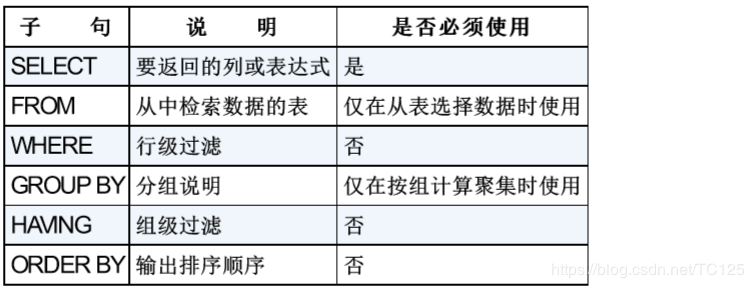 子 句 说 明 是否必须使用
SELECT 要返回的列或表达式 是
FROM 从中检索数据的表 仅在从表选择数据时使用
WHERE 行级过滤 否
GROUP BY 分组说明 仅在按组计算聚集时使用
HAVING 组级过滤 否
ORDER BY 输出排序顺序 否
https://blog.csdn.net/TC125